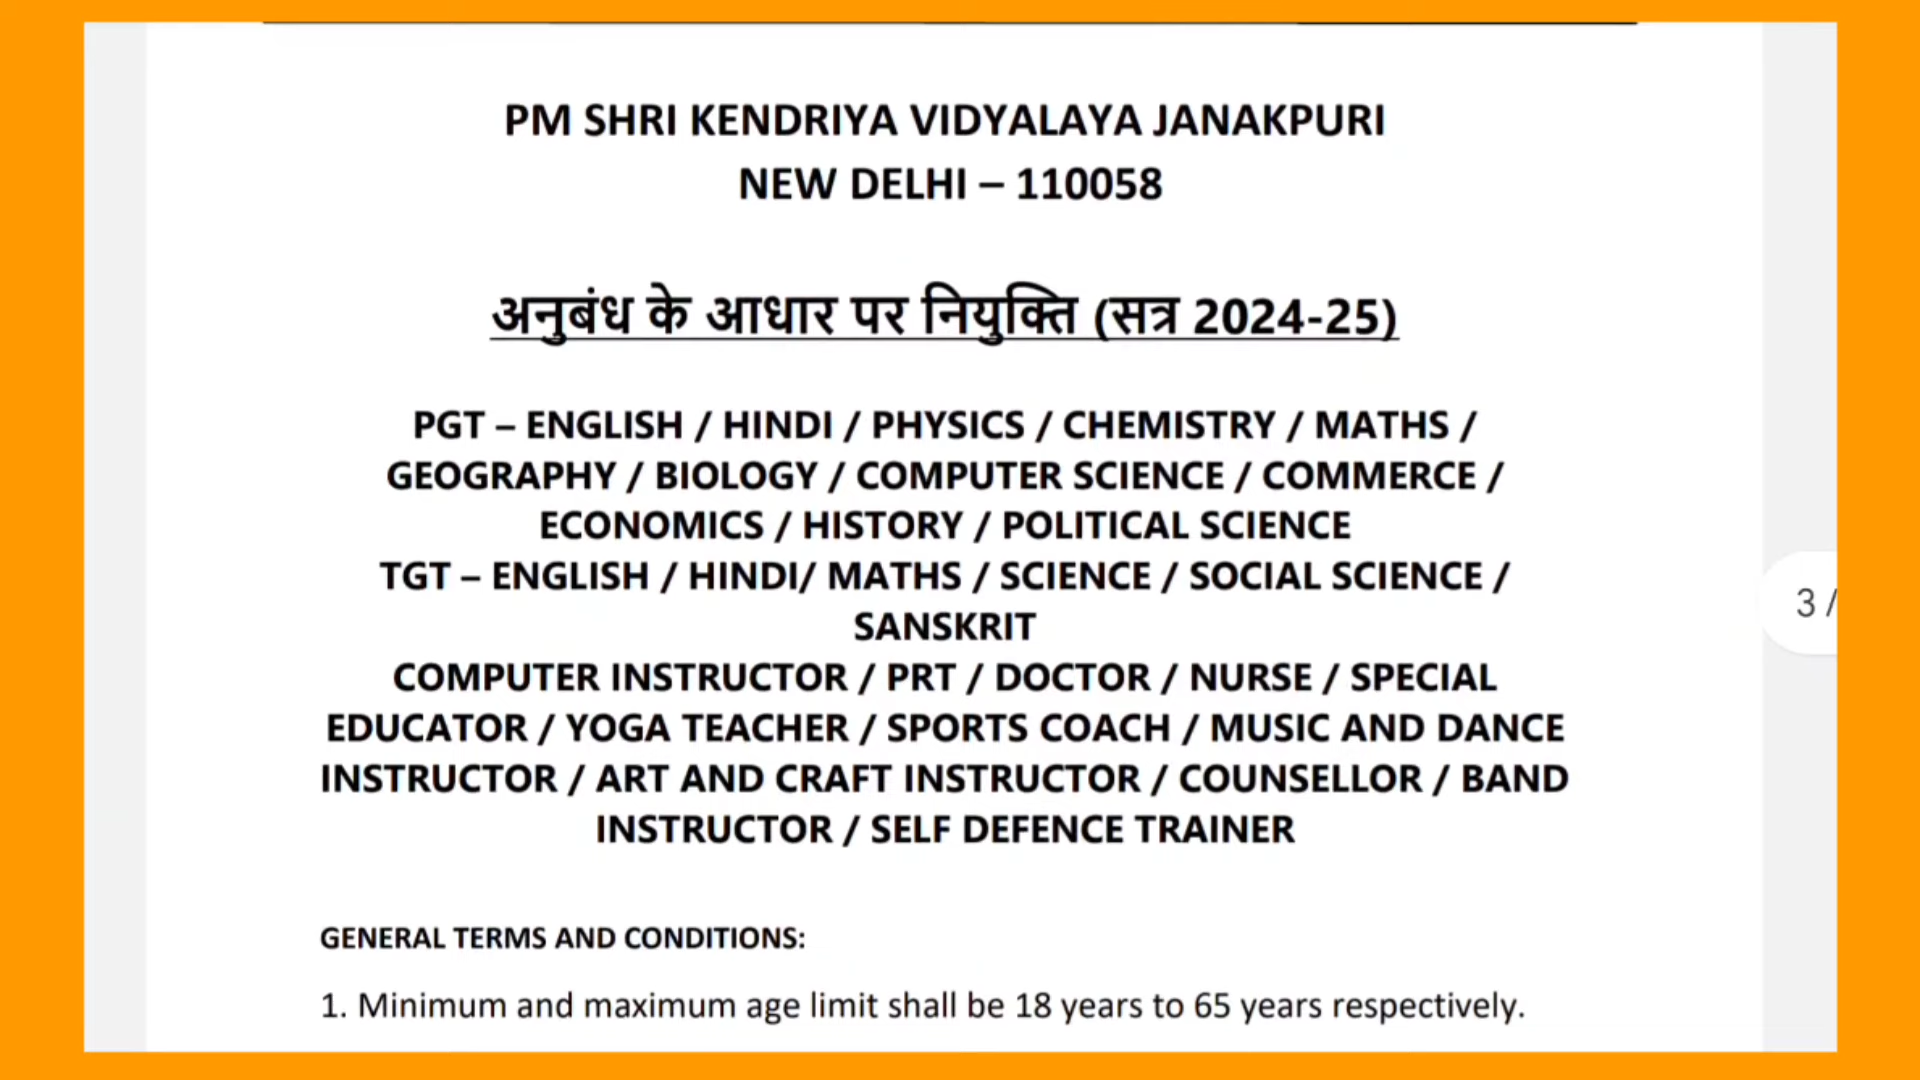 PM SHRI KENDRIYA VIDYALAYA JANAKPURI
NEW DELHI – 110058
अनुबंध के आधार पर नियुक्ति (सत्र 2024-25)
PGT – ENGLISH / HINDI / PHYSICS / CHEMISTRY / MATHS /
GEOGRAPHY / BIOLOGY / COMPUTER SCIENCE / COMMERCE /
ECONOMICS / HISTORY / POLITICAL SCIENCE
TGT – ENGLISH / HINDI/ MATHS / SCIENCE / SOCIAL SCIENCE /
SANSKRIT
COMPUTER INSTRUCTOR / PRT / DOCTOR / NURSE / SPECIAL
EDUCATOR / YOGA TEACHER / SPORTS COACH / MUSIC AND DANCE
INSTRUCTOR / ART AND CRAFT INSTRUCTOR / COUNSELLOR / BAND
INSTRUCTOR / SELF DEFENCE TRAINER
3 /
GENERAL TERMS AND CONDITIONS:
1. Minimum and maximum age limit shall be 18 years to 65 years respectively.